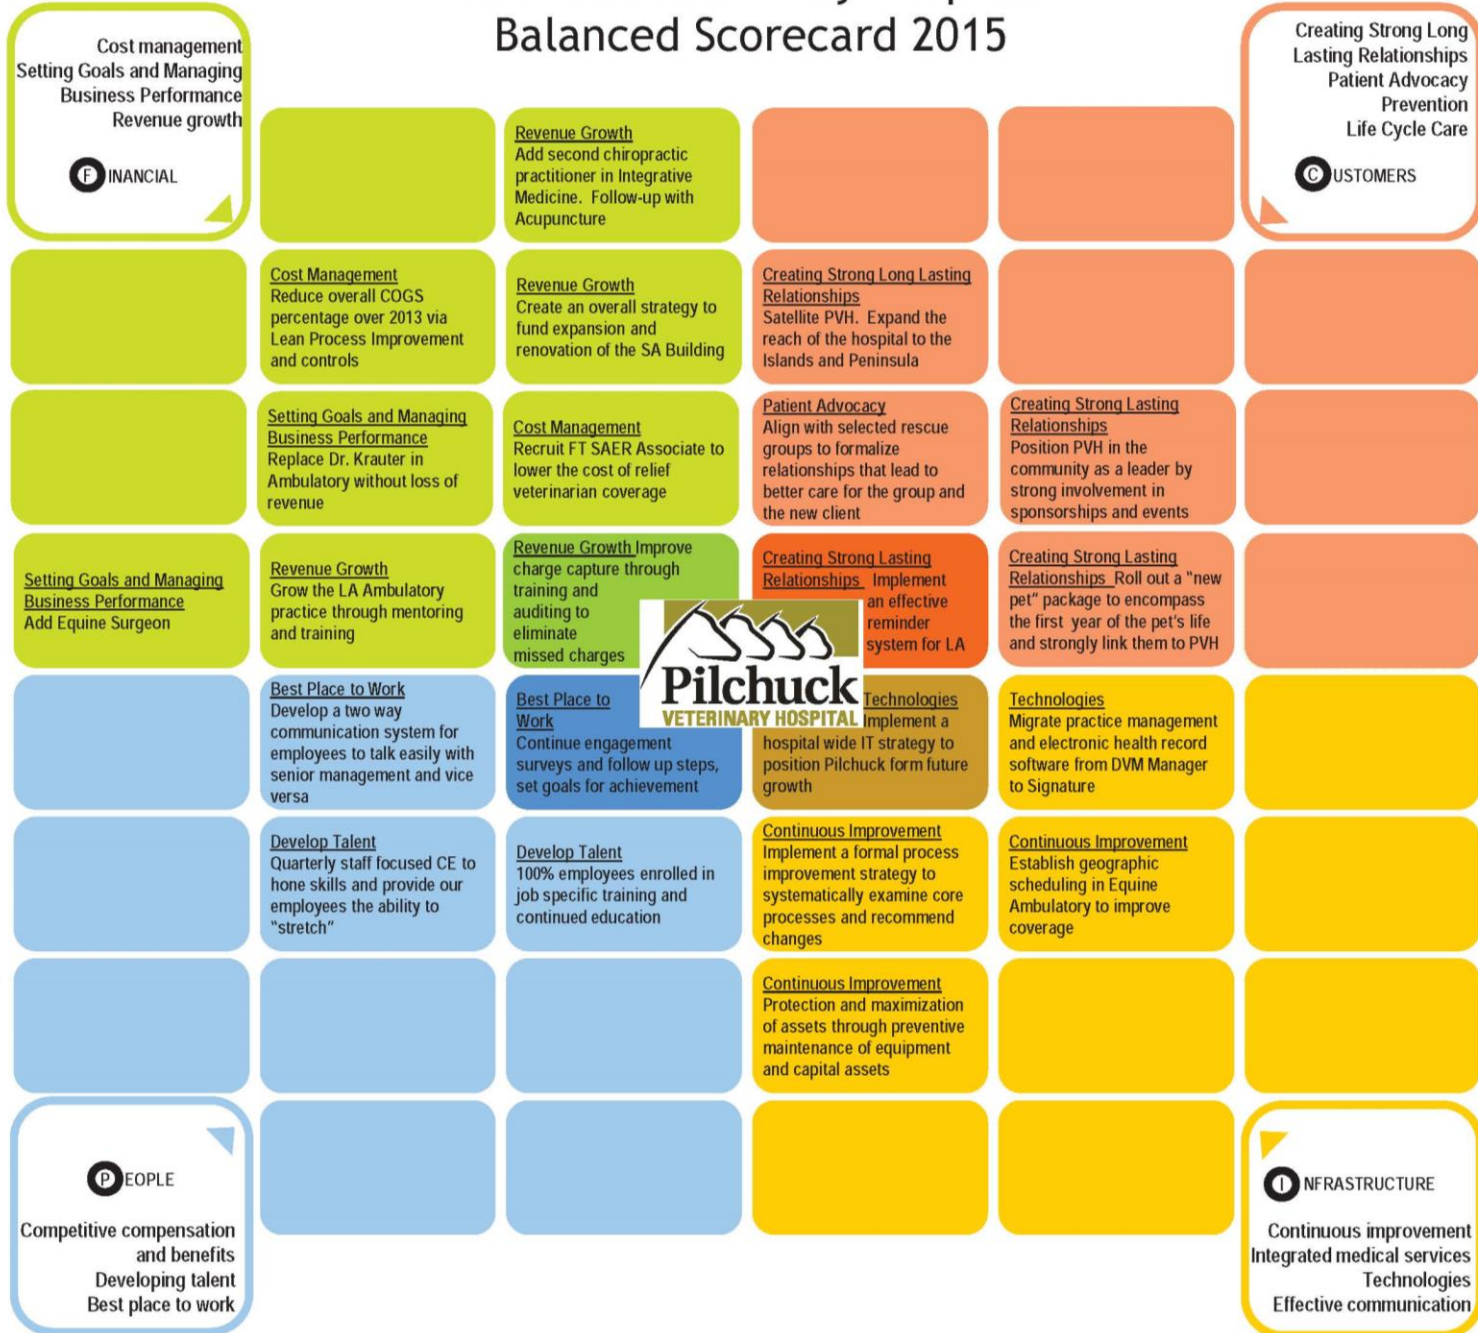 Balanced Scorecard 2015
Cost management
Setting Goals and Managing
Business Performance
Revenue growth
F INANCIAL
Creating Strong Long
Lasting Relationships
Patient Advocacy
Prevention
Life Cycle Care
C USTOMERS
Revenue Growth
Add second chiropractic
practitioner in Integrative
Medicine. Follow-up with
Acupuncture
Cost Management
Reduce overall COGS
percentage over 2013 via
Lean Process Improvement
and controls
Revenue Growth
Create an overall strategy to
fund expansion and
renovation of the SA Building
Creating Strong Long Lasting
Relationships
Satellite PVH. Expand the
reach of the hospital to the
Islands and Peninsula
Setting Goals and Managing
Business Performance
Replace Dr. Krauter in
Ambulatory without loss of
revenue
Cost Management
Recruit FT SAER Associate to
lower the cost of relief
veterinarian coverage
Patient Advocacy
Align with selected rescue
groups to formalize
relationships that lead to
better care for the group and
the new client
Creating Strong Lasting
Relationships
Position PVH in the
community as a leader by
strong involvement in
sponsorships and events
Setting Goals and Managing
Business Performance
Add Equine Surgeon
Revenue Growth
Grow the LA Ambulatory
practice through mentoring
and training
Revenue Growth Improve
charge capture through
training and
auditing to
eliminate
missed charges
Creating Strong Lasting
Relationships Implement
an effective
reminder
system for LA
Creating Strong Lasting
Relationships Roll out a "new
pet" package to encompass
the first year of the pet's life
and strongly link them to PVH
Pilchuck
VETERINARY HOSPITAL
Best Place to Work
Develop a two way
communication system for
employees to talk easily with
senior management and vice
versa
Best Place to
Work
Continue engagement
surveys and follow up steps,
set goals for achievement
Technologies
Implement a
hospital wide IT strategy to
position Pilchuck form future
growth
Technologies
Migrate practice management
and electronic health record
software from DVM Manager
to Signature
Develop Talent
Quarterly staff focused CE to
hone skills and provide our
employees the ability to
"stretch"
Develop Talent
100% employees enrolled in
job specific training and
continued education
Continuous Improvement
Implement a formal process
improvement strategy to
systematically examine core
processes and recommend
changes
Continuous Improvement
Establish geographic
scheduling in Equine
Ambulatory to improve
coverage
Continuous Improvement
Protection and maximization
of assets through preventive
maintenance of equipment
and capital assets
P EOPLE
Competitive compensation
and benefits
Developing talent
Best place to work
I NFRASTRUCTURE
Continuous improvement
Integrated medical services
Technologies
Effective communication